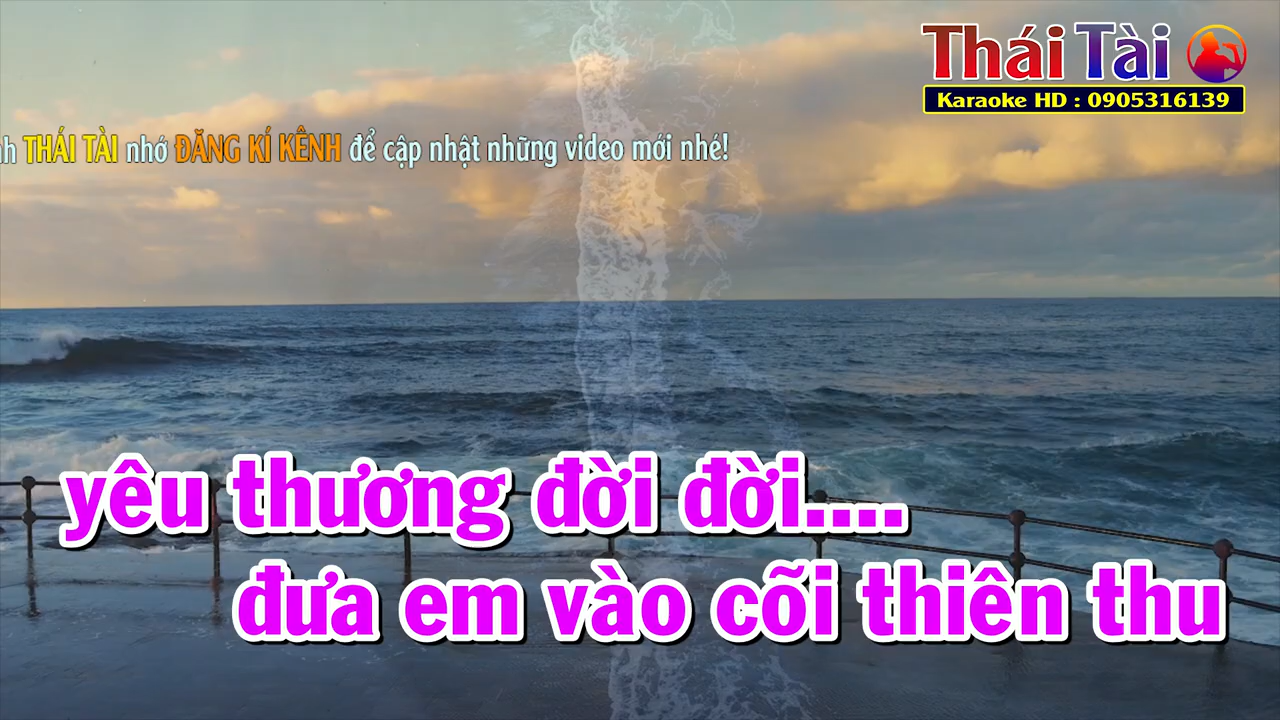 Thái Tài
Karaoke HD : 0905316139
THÁI TÀI nhớ ĐĂNG KÍ KÊNH để cập nhật những video mới nhé!
yêu thương đời đời....
đưa em vào cõi thiên thu